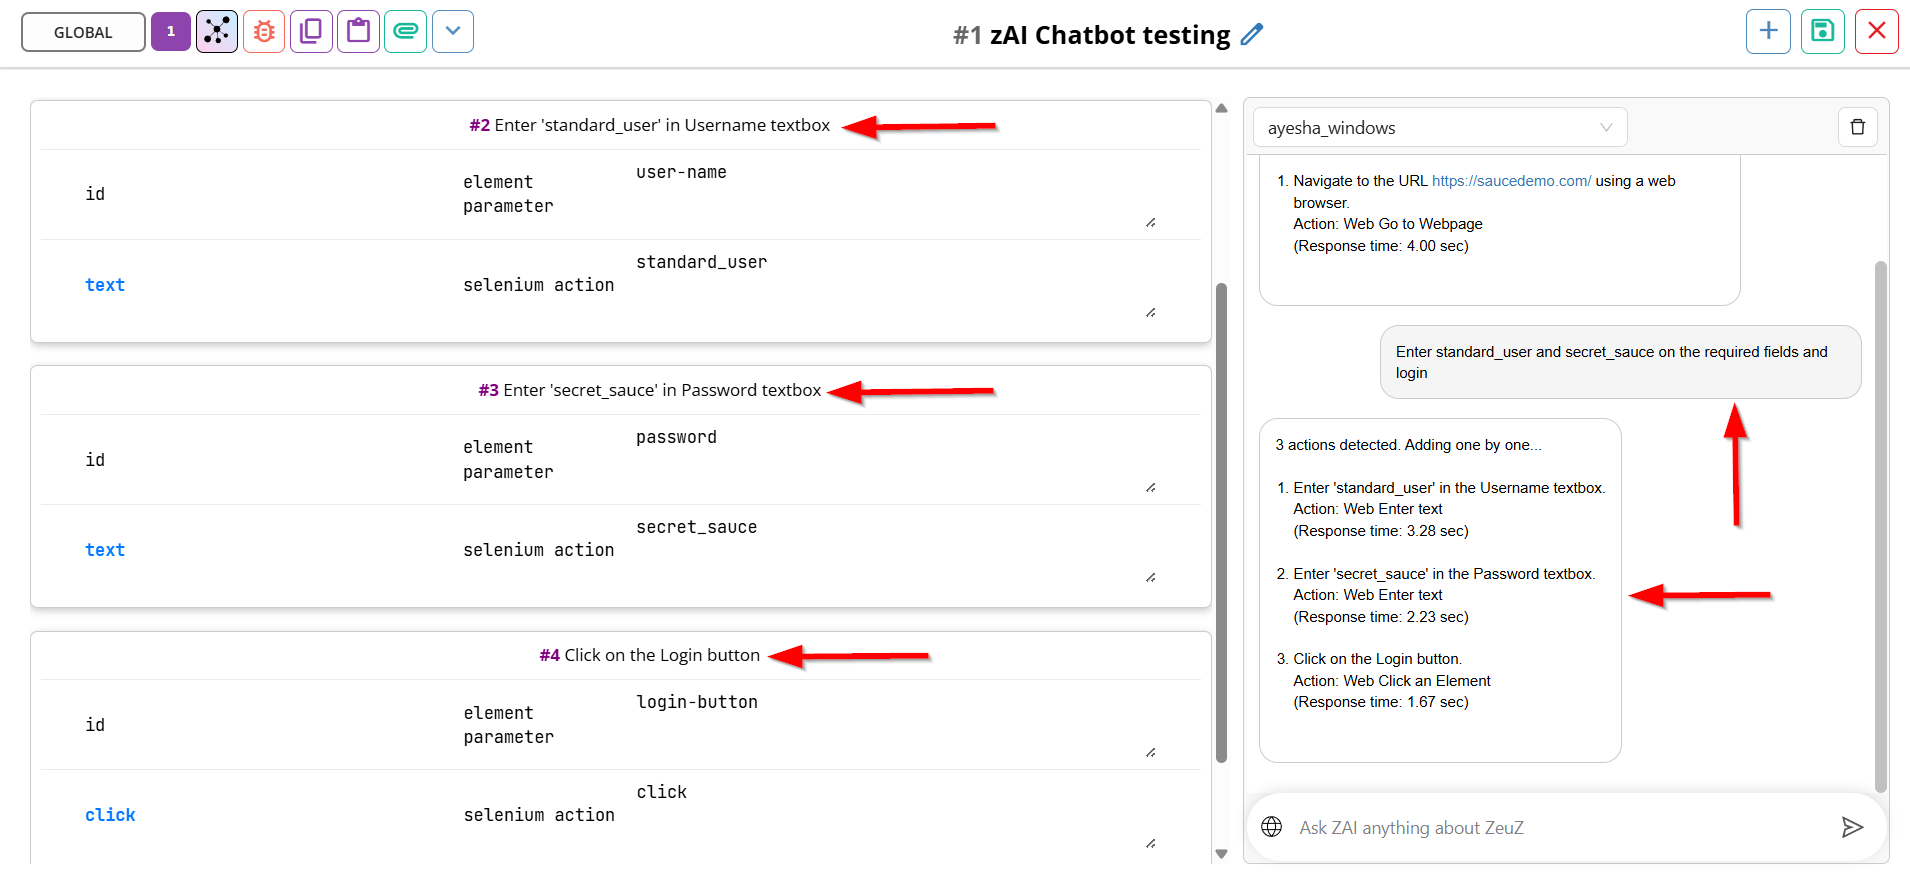 GLOBAL
1
#1 zAI Chatbot testing
#2 Enter 'standard_user' in Username textbox
id
element
parameter
user-name
text
selenium action
standard_user
#3 Enter 'secret_sauce' in Password textbox
id
element
parameter
password
text
selenium action
secret_sauce
#4 Click on the Login button
id
element
parameter
login-button
click
selenium action
click
ayesha_windows
1. Navigate to the URL https://saucedemo.com/ using a web
browser.
Action: Web Go to Webpage
(Response time: 4.00 sec)
Enter standard_user and secret_sauce on the required fields and
login
3 actions detected. Adding one by one...
1. Enter 'standard_user' in the Username textbox.
Action: Web Enter text
(Response time: 3.28 sec)
2. Enter 'secret_sauce' in the Password textbox.
Action: Web Enter text
(Response time: 2.23 sec)
3. Click on the Login button.
Action: Web Click an Element
(Response time: 1.67 sec)
Ask ZAI anything about ZeuZ